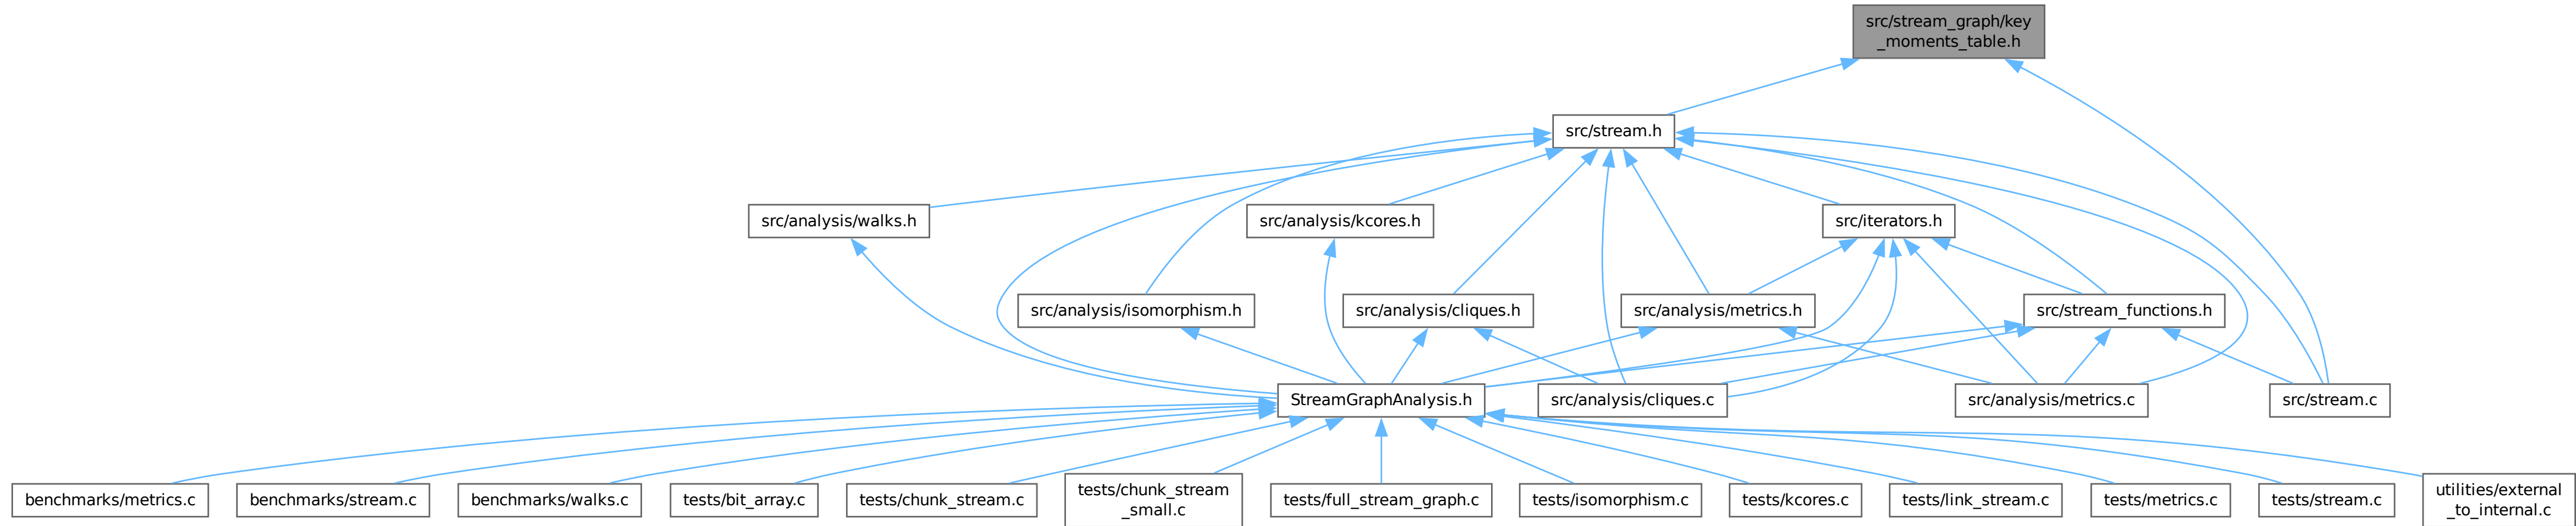 src/stream_graph/key
_moments_table.h
src/stream.h
src/analysis/walks.h
src/analysis/kcores.h
src/iterators.h
src/analysis/isomorphism.h
src/analysis/cliques.h
src/analysis/metrics.h
src/stream_functions.h
StreamGraphAnalysis.h
src/analysis/cliques.c
src/analysis/metrics.c
src/stream.c
benchmarks/metrics.c
benchmarks/stream.c
benchmarks/walks.c
tests/bit_array.c
tests/chunk_stream.c
tests/chunk_stream
_small.c
tests/full_stream_graph.c
tests/isomorphism.c
tests/kcores.c
tests/link_stream.c
tests/metrics.c
tests/stream.c
utilities/external
_to_internal.c